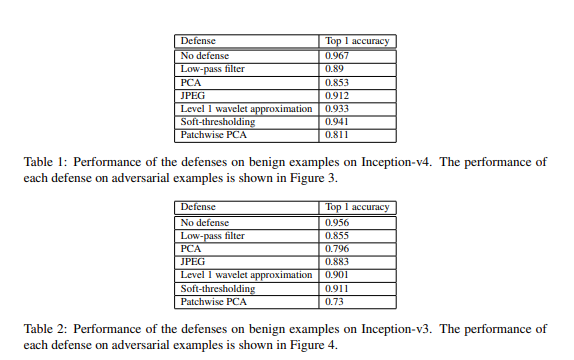 Defense Top 1 accuracy
No defense 0.967
Low-pass filter 0.89
PCA 0.853
JPEG 0.912
Level 1 wavelet approximation 0.933
Soft-thresholding 0.941
Patchwise PCA 0.811
Table 1: Performance of the defenses on benign examples on Inception-v4. The performance of
each defense on adversarial examples is shown in Figure 3.
Defense Top 1 accuracy
No defense 0.956
Low-pass filter 0.855
PCA 0.796
JPEG 0.883
Level 1 wavelet approximation 0.901
Soft-thresholding 0.911
Patchwise PCA 0.73
Table 2: Performance of the defenses on benign examples on Inception-v3. The performance of
each defense on adversarial examples is shown in Figure 4.